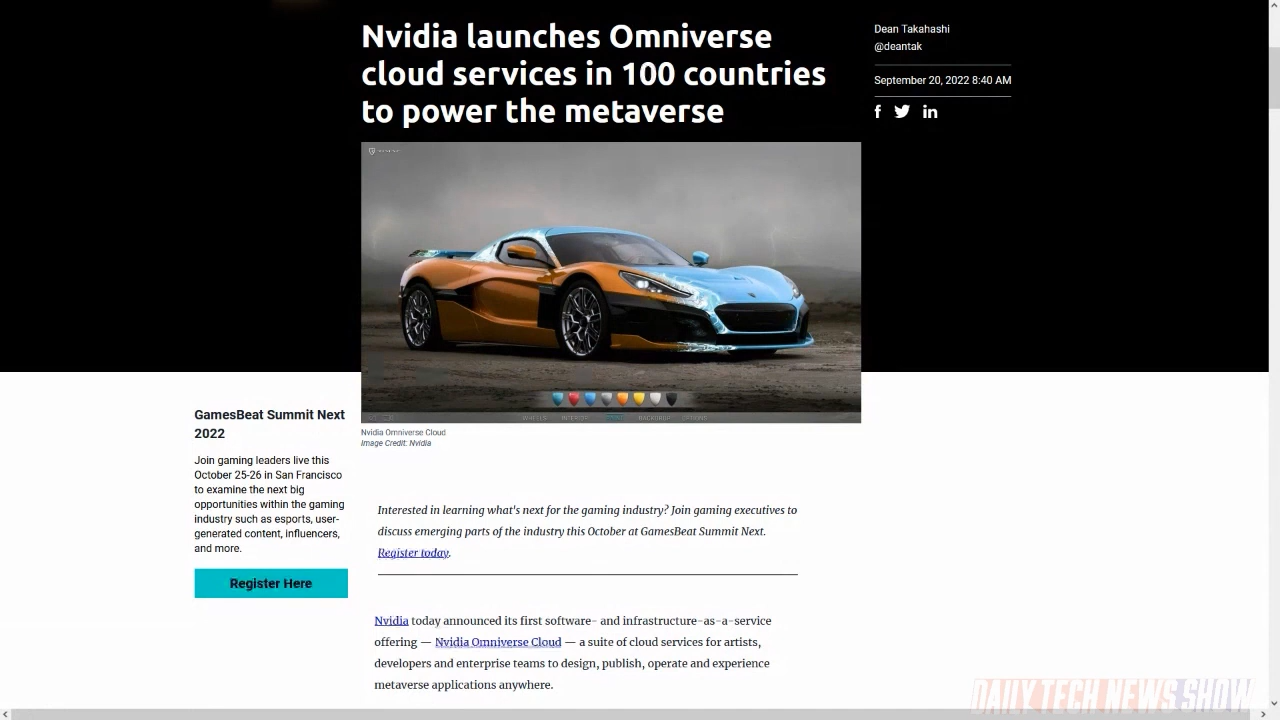 Nvidia launches Omniverse
cloud services in 100 countries
to power the metaverse
Dean Takahashi
@deantak
September 20, 2022 8:40 AM
WHEELS INTERIOR BACKDROP OPTIONS
Nvidia Omniverse Cloud
Image Credit: Nvidia
GamesBeat Summit Next
2022
Join gaming leaders live this
October 25-26 in San Francisco
to examine the next big
opportunities within the gaming
industry such as esports, user-
generated content, influencers,
and more.
Register Here
Interested in learning what's next for the gaming industry? Join gaming executives to
discuss emerging parts of the industry this October at GamesBeat Summit Next.
Register today.
Nvidia today announced its first software- and infrastructure-as-a-service
offering — Nvidia Omniverse Cloud — a suite of cloud services for artists,
developers and enterprise teams to design, publish, operate and experience
metaverse applications anywhere.
DAILY TECH NEWS SHOW